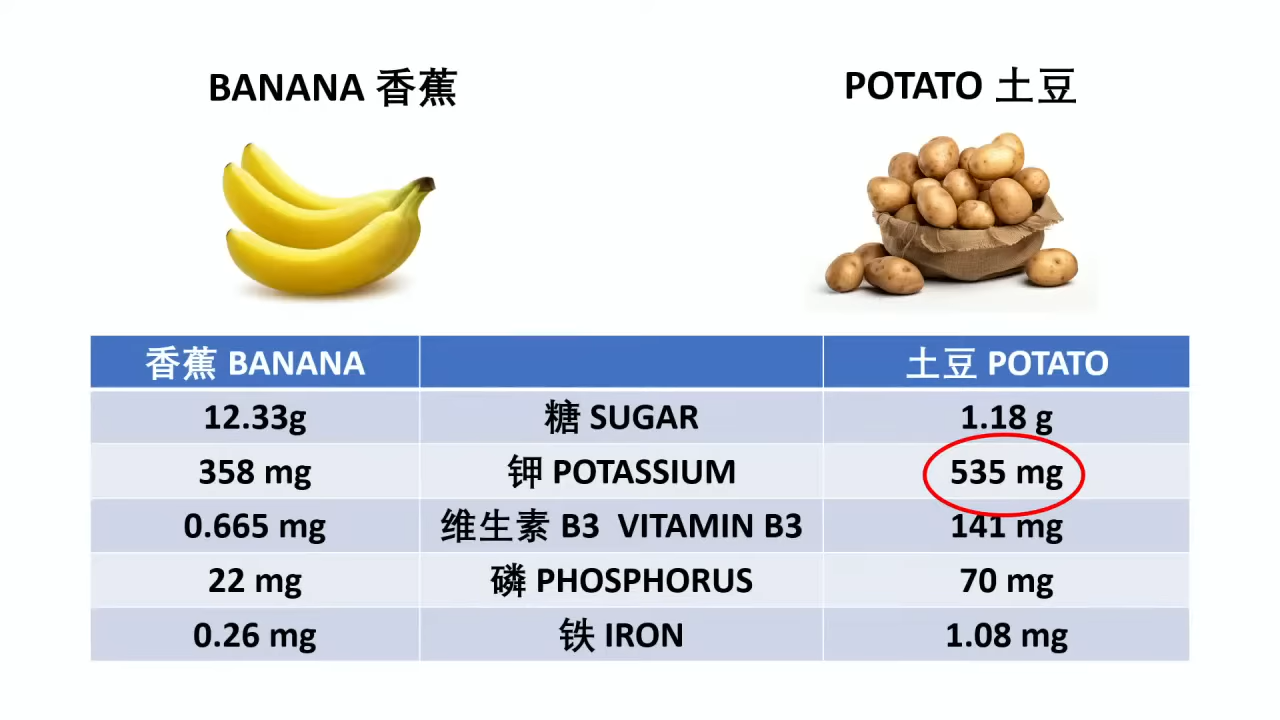 BANANA 香蕉
POTATO 土豆
香蕉 BANANA 土豆 POTATO
12.33g 糖 SUGAR 1.18 g
358 mg 钾 POTASSIUM 535 mg
0.665 mg 维生素 B3 VITAMIN B3 141 mg
22 mg 磷 PHOSPHORUS 70 mg
0.26 mg 铁 IRON 1.08 mg